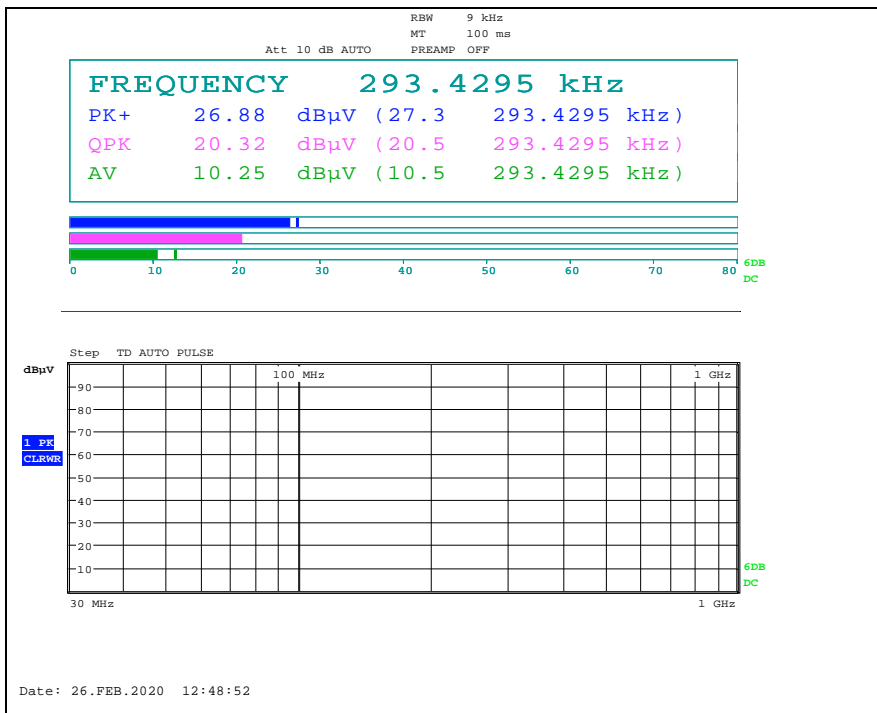 RBW 9 kHz
MT 100 ms
Att 10 dB AUTO PREAMP OFF
FREQUENCY 293.4295 kHz
PK+ 26.88 dBµV (27.3 293.4295 kHz)
QPK 20.32 dBµV (20.5 293.4295 kHz)
AV 10.25 dBµV (10.5 293.4295 kHz)
0 10 20 30 40 50 60 70 80
6DB
DC
Step TD AUTO PULSE
dBµV
100 MHz 1 GHz
90
80
70
1 PK
CLRWR
60
50
40
30
20
10
6DB
DC
30 MHz 1 GHz
Date: 26.FEB.2020 12:48:52